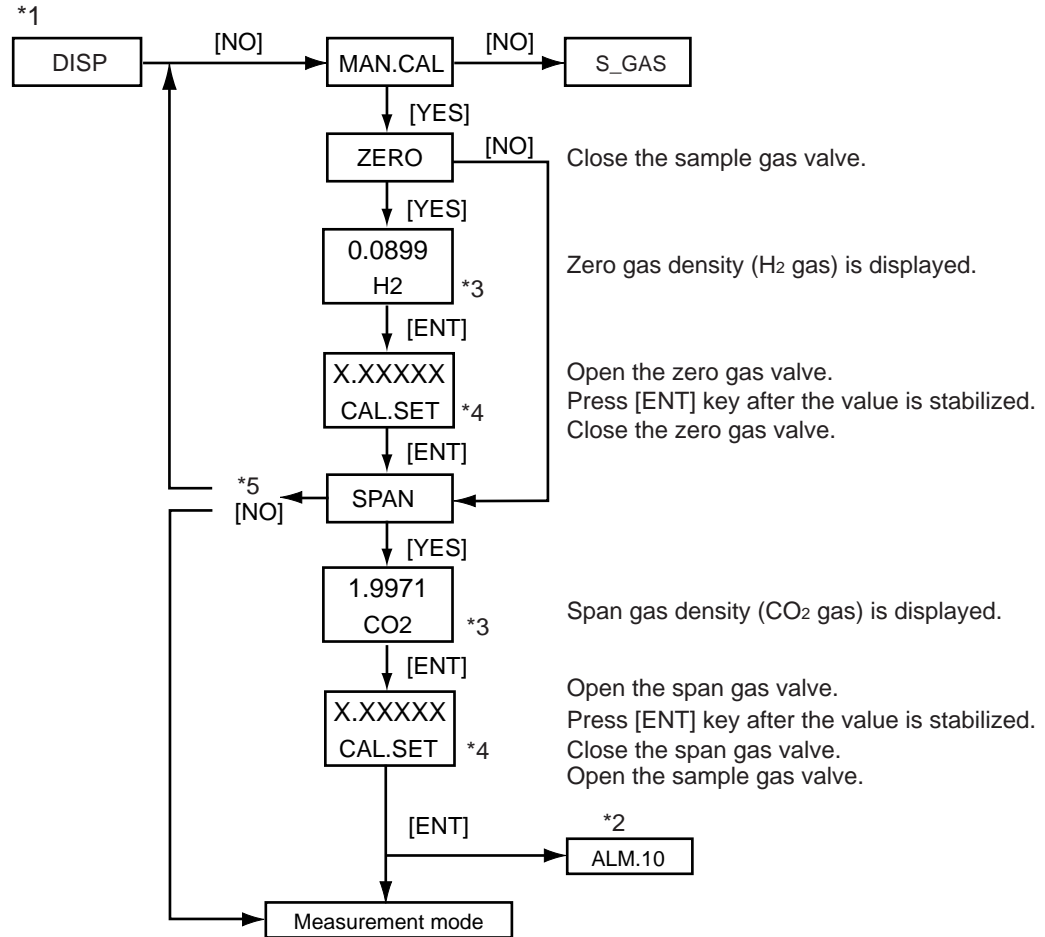 *1
DISP
[NO]
MAN.CAL
[NO]
S_GAS
[YES]
ZERO
[NO]
Close the sample gas valve.
[YES]
0.0899
H2
*3
Zero gas density (H2 gas) is displayed.
[ENT]
X.XXXXX
CAL.SET
*4
Open the zero gas valve.
Press [ENT] key after the value is stabilized.
Close the zero gas valve.
[ENT]
*5
[NO]
SPAN
[YES]
1.9971
CO2
*3
Span gas density (CO2 gas) is displayed.
[ENT]
X.XXXXX
CAL.SET
*4
Open the span gas valve.
Press [ENT] key after the value is stabilized.
Close the span gas valve.
Open the sample gas valve.
[ENT]
*2
ALM.10
Measurement mode